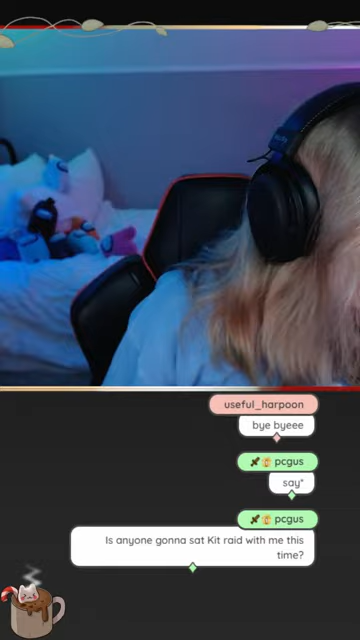 useful_harpoon
bye byeee
pcgus
say*
pcgus
Is anyone gonna sat Kit raid with me this
time?